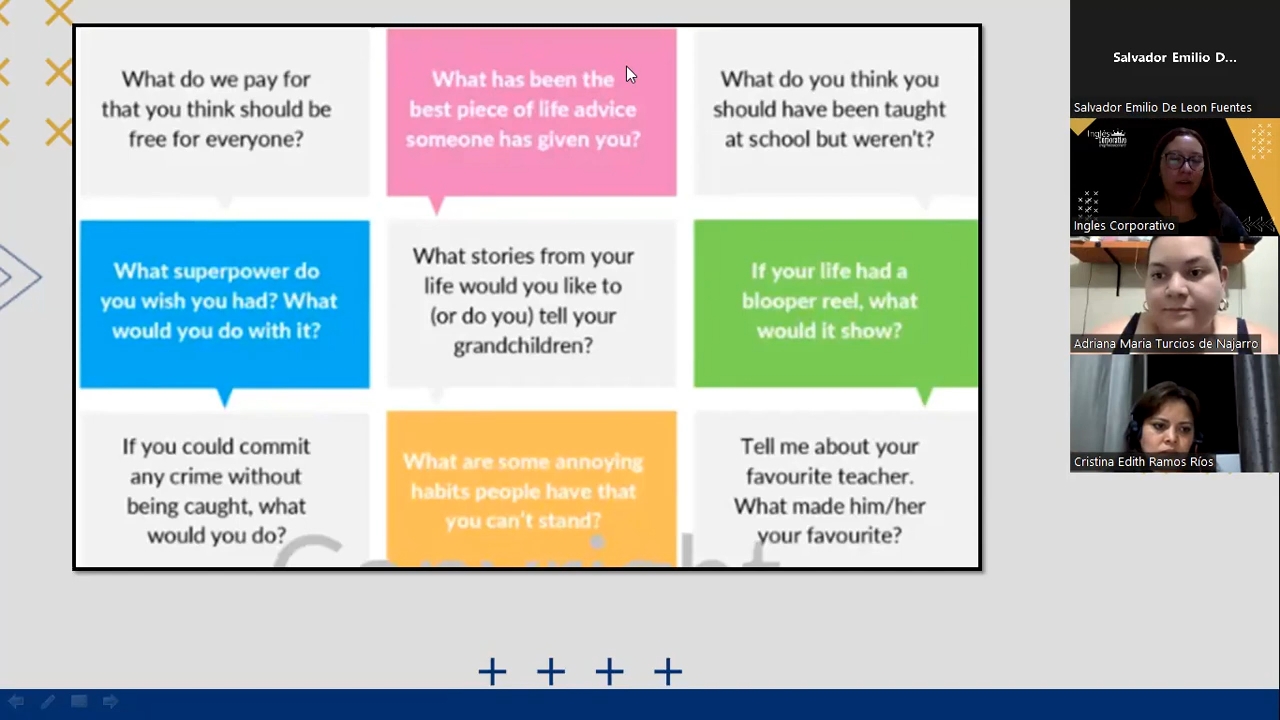 What do we pay for
that you think should be
free for everyone?
What has been the
best piece of life advice
someone has given you?
What do you think you
should have been taught
at school but weren't?
What superpower do
you wish you had? What
would you do with it?
What stories from your
life would you like to
(or do you) tell your
grandchildren?
If your life had a
blooper reel, what
would it show?
If you could commit
any crime without
being caught, what
would you do?
What are some annoying
habits people have that
you can't stand?
Tell me about your
favourite teacher.
What made him/her
your favourite?
Copyright
Salvador Emilio D...
Salvador Emilio De Leon Fuentes
Inglés
Corporativo
Ingles Corporativo
Adriana Maria Turcios de Najarro
Cristina Edith Ramos Ríos